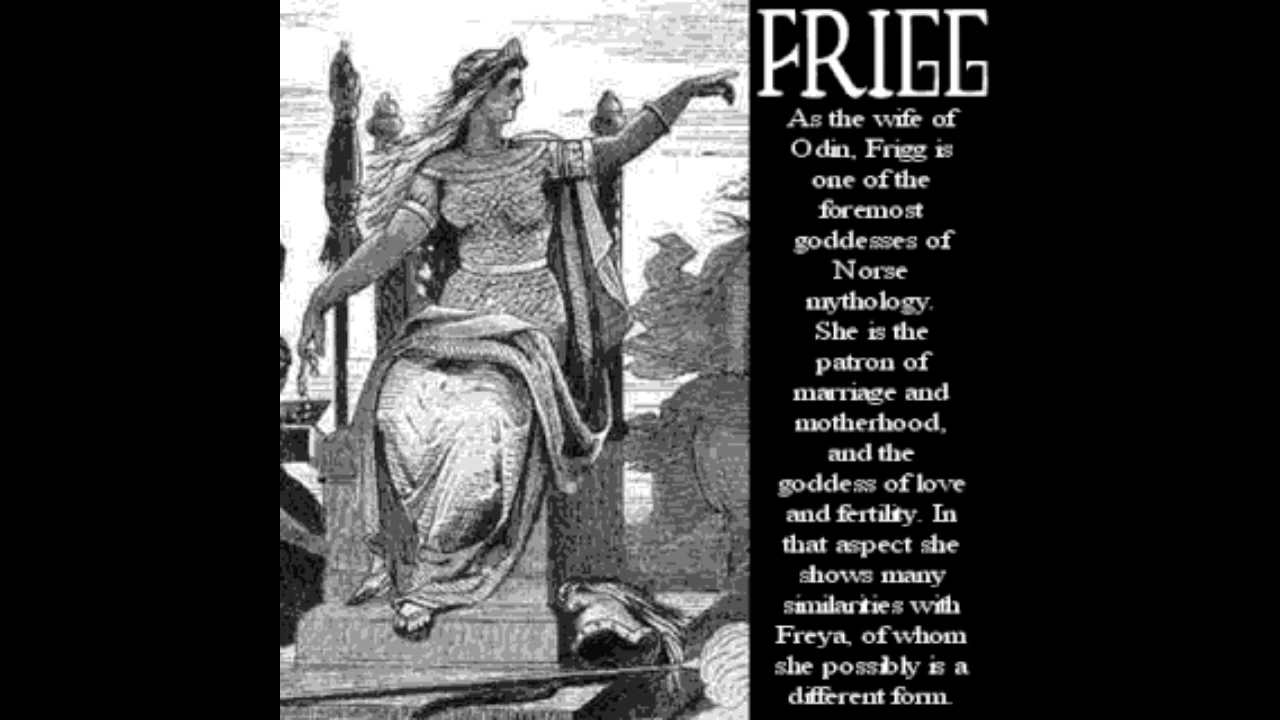 FRIGG
As the wife of
Odin, Frigg is
one of the
foremost
goddesses of
Norse
mythology.
She is the
patron of
marriage and
motherhood,
and the
goddess of love
and fertility. In
that aspect she
shows many
similarities with
Freya, of whom
she possibly is a
different form.